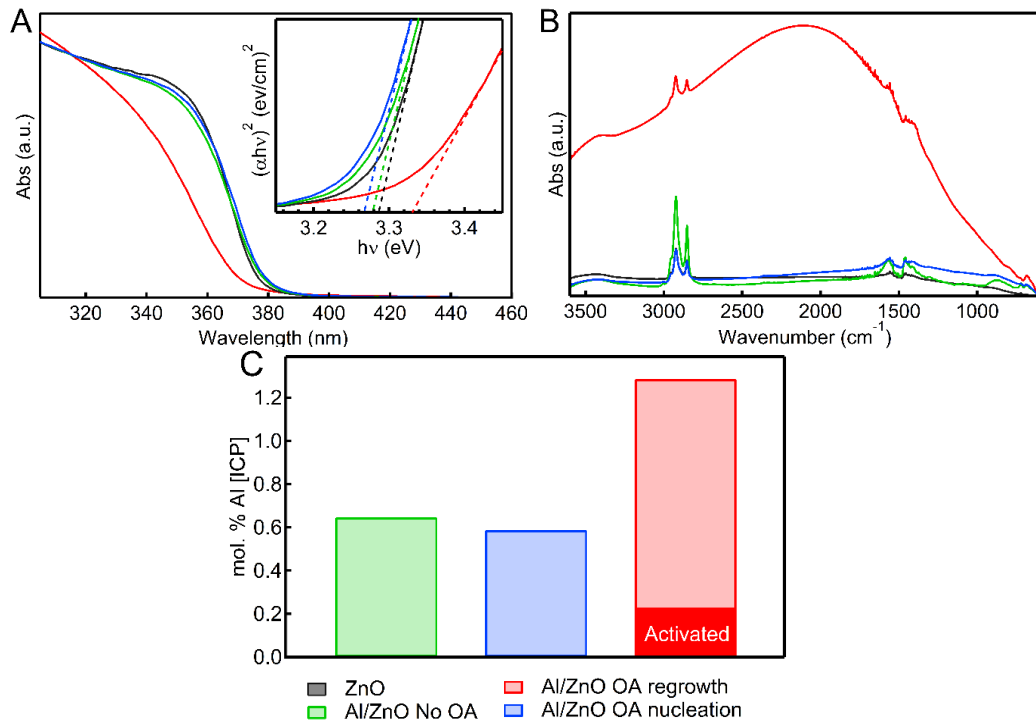 A
Abs (a.u.)
320 340 360 380 400 420 440 460
Wavelength (nm)
(αhν)² (ev/cm)²
3.2 3.3 3.4
hν (eV)
B
Abs (a.u.)
3500 3000 2500 2000 1500 1000
Wavenumber (cm⁻¹)
C
mol. % Al [ICP]
1.2
1.0
0.8
0.6
0.4
0.2
0.0
Activated
ZnO
Al/ZnO No OA
Al/ZnO OA regrowth
Al/ZnO OA nucleation